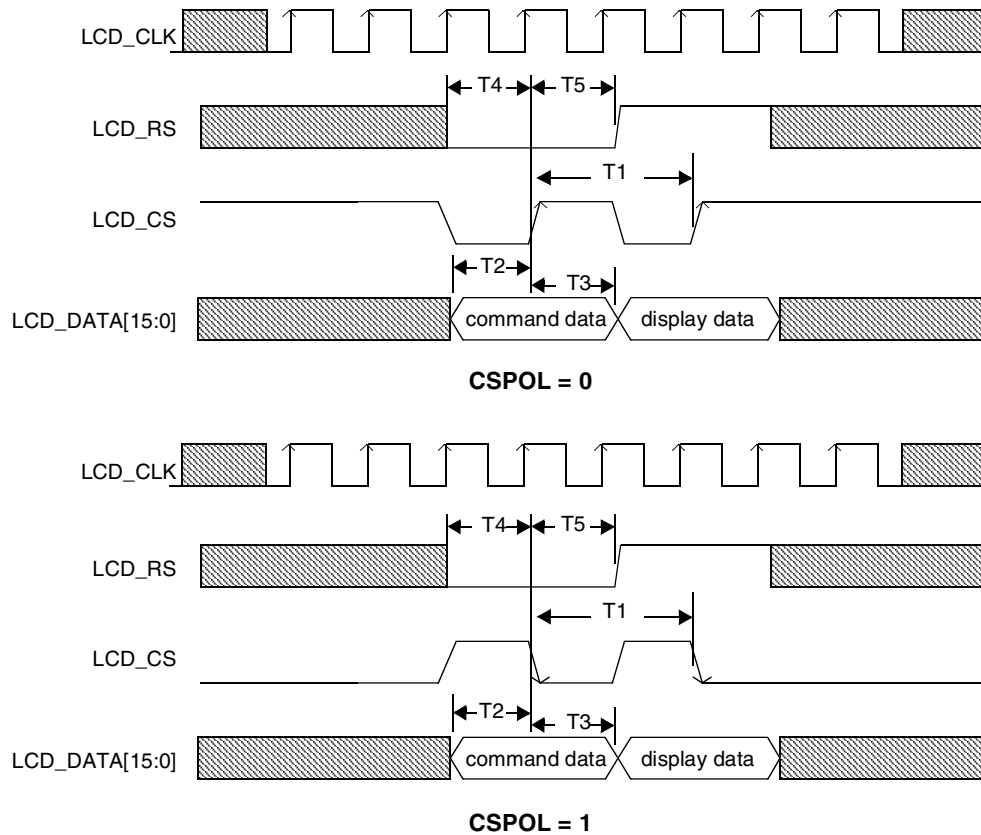 LCD_CLK
T4 T5
LCD_RS
T1
LCD_CS
T2
T3
LCD_DATA[15:0] command data display data
CSPOL = 0
LCD_CLK
T4 T5
LCD_RS
T1
LCD_CS
T2
T3
LCD_DATA[15:0] command data display data
CSPOL = 1